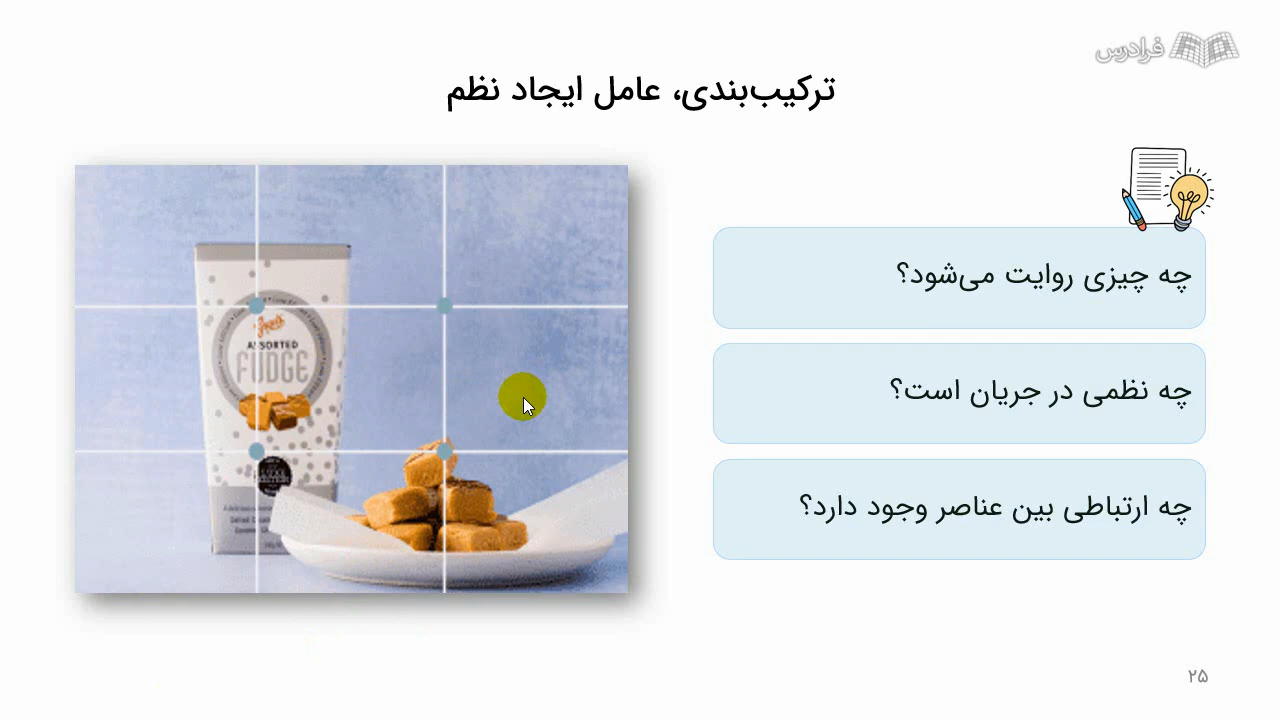 فرادرس
ترکیب‌بندی، عامل ایجاد نظم
چه چیزی روایت می‌شود؟
چه نظمی در جریان است؟
چه ارتباطی بین عناصر وجود دارد؟
ASSORTED
FUDGE
۲۵